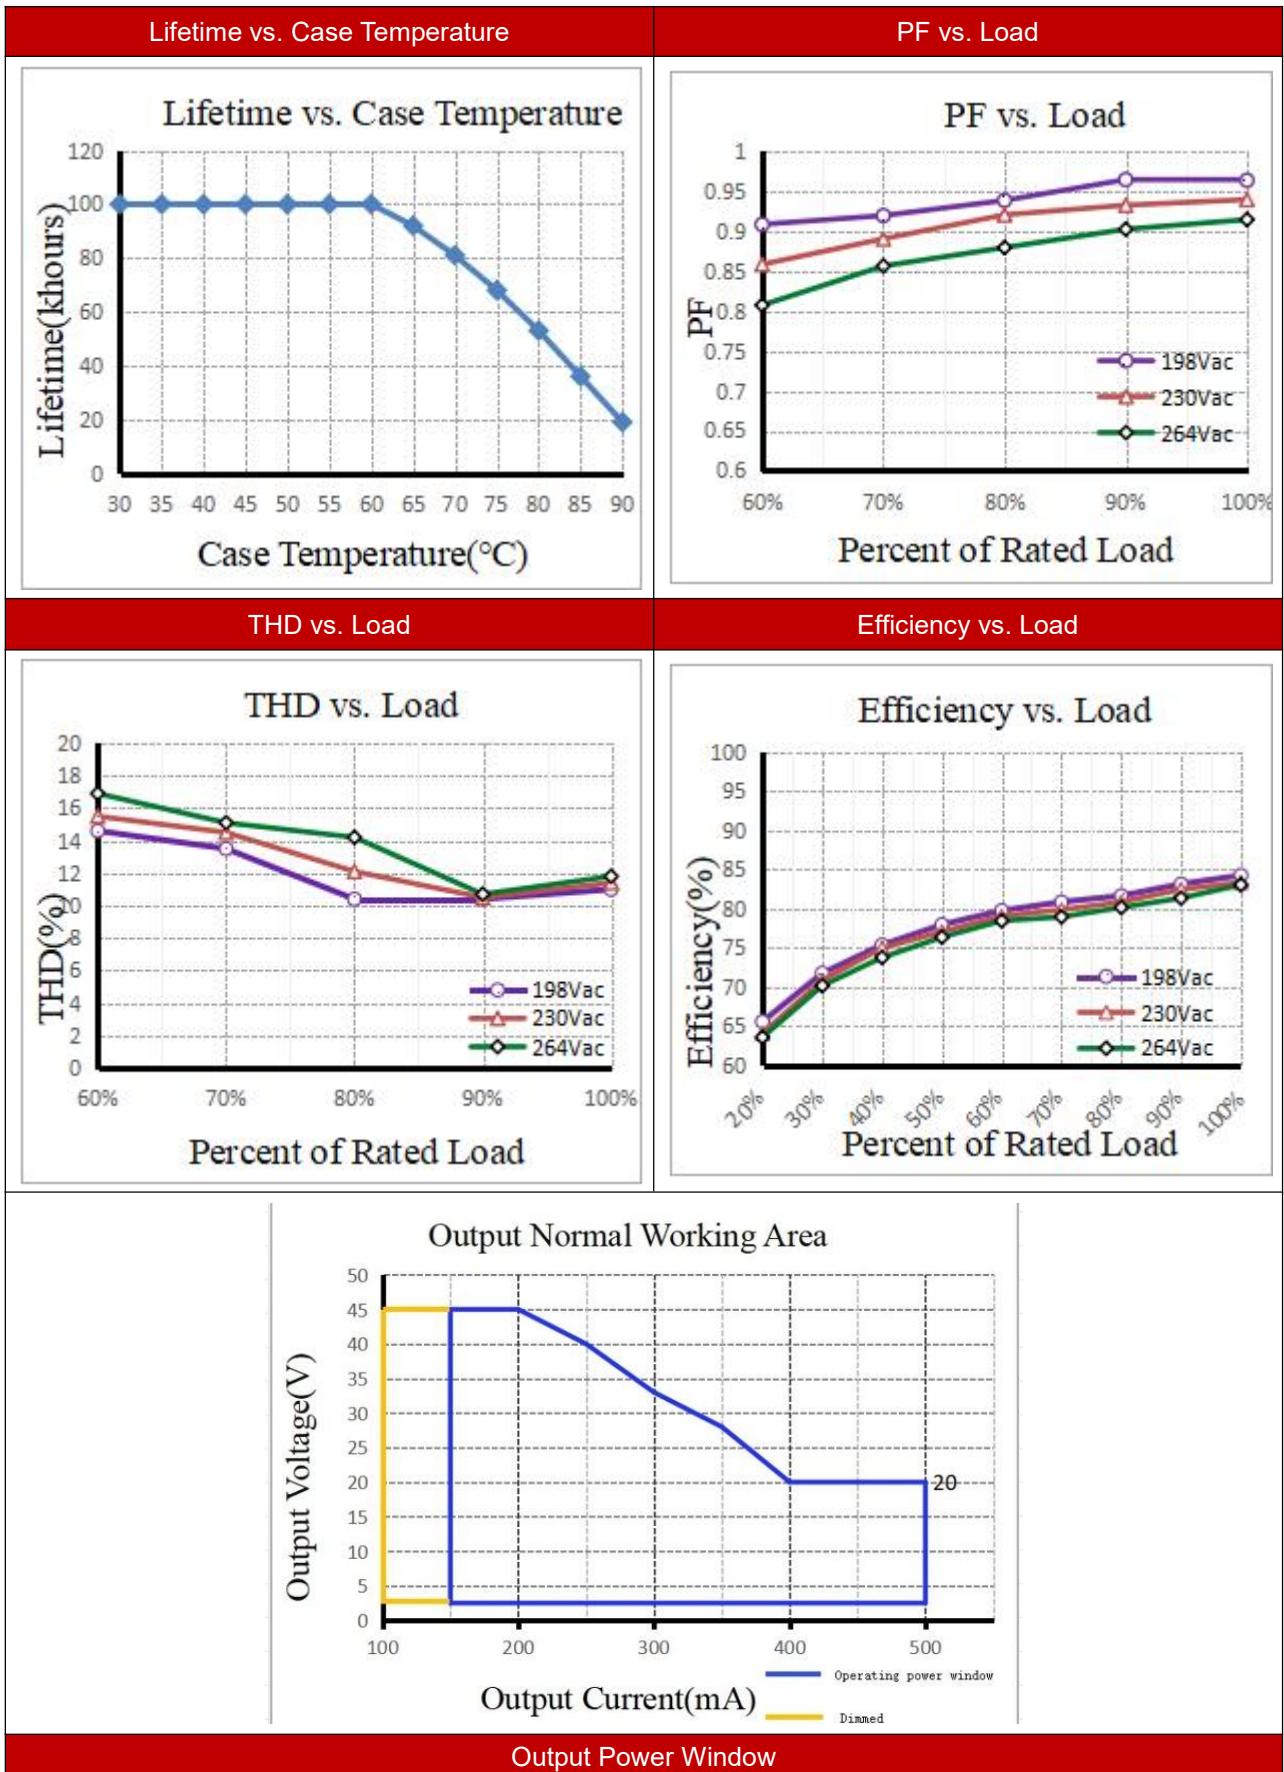 Lifetime vs. Case Temperature
PF vs. Load
Lifetime vs. Case Temperature
120
100
80
60
40
20
0
Lifetime(khours)
30 35 40 45 50 55 60 65 70 75 80 85 90
Case Temperature(°C)
PF vs. Load
1
0.95
0.9
0.85
0.8
0.75
0.7
0.65
0.6
PF
198Vac
230Vac
264Vac
60% 70% 80% 90% 100%
Percent of Rated Load
THD vs. Load
Efficiency vs. Load
THD vs. Load
20
18
16
14
12
10
8
6
4
2
0
THD(%)
198Vac
230Vac
264Vac
60% 70% 80% 90% 100%
Percent of Rated Load
Efficiency vs. Load
100
95
90
85
80
75
70
65
60
Efficiency(%)
198Vac
230Vac
264Vac
20% 30% 40% 50% 60% 70% 80% 90% 100%
Percent of Rated Load
Output Normal Working Area
50
45
40
35
30
25
20
15
10
5
0
Output Voltage(V)
20
100 200 300 400 500
Output Current(mA)
Operating power window
Dimmed
Output Power Window